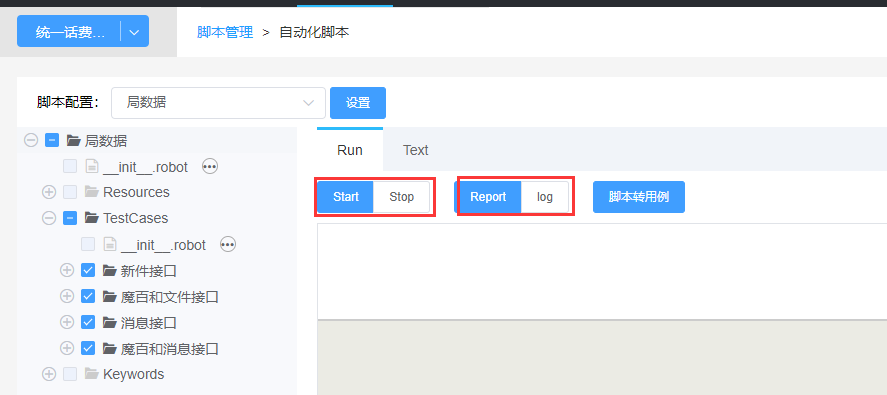 统一话费...
脚本管理 > 自动化脚本
脚本配置： 局数据 设置
局数据
__init__.robot
Resources
TestCases
__init__.robot
新件接口
魔百和文件接口
消息接口
魔百和消息接口
Keywords
Run Text
Start Stop Report log 脚本转用例